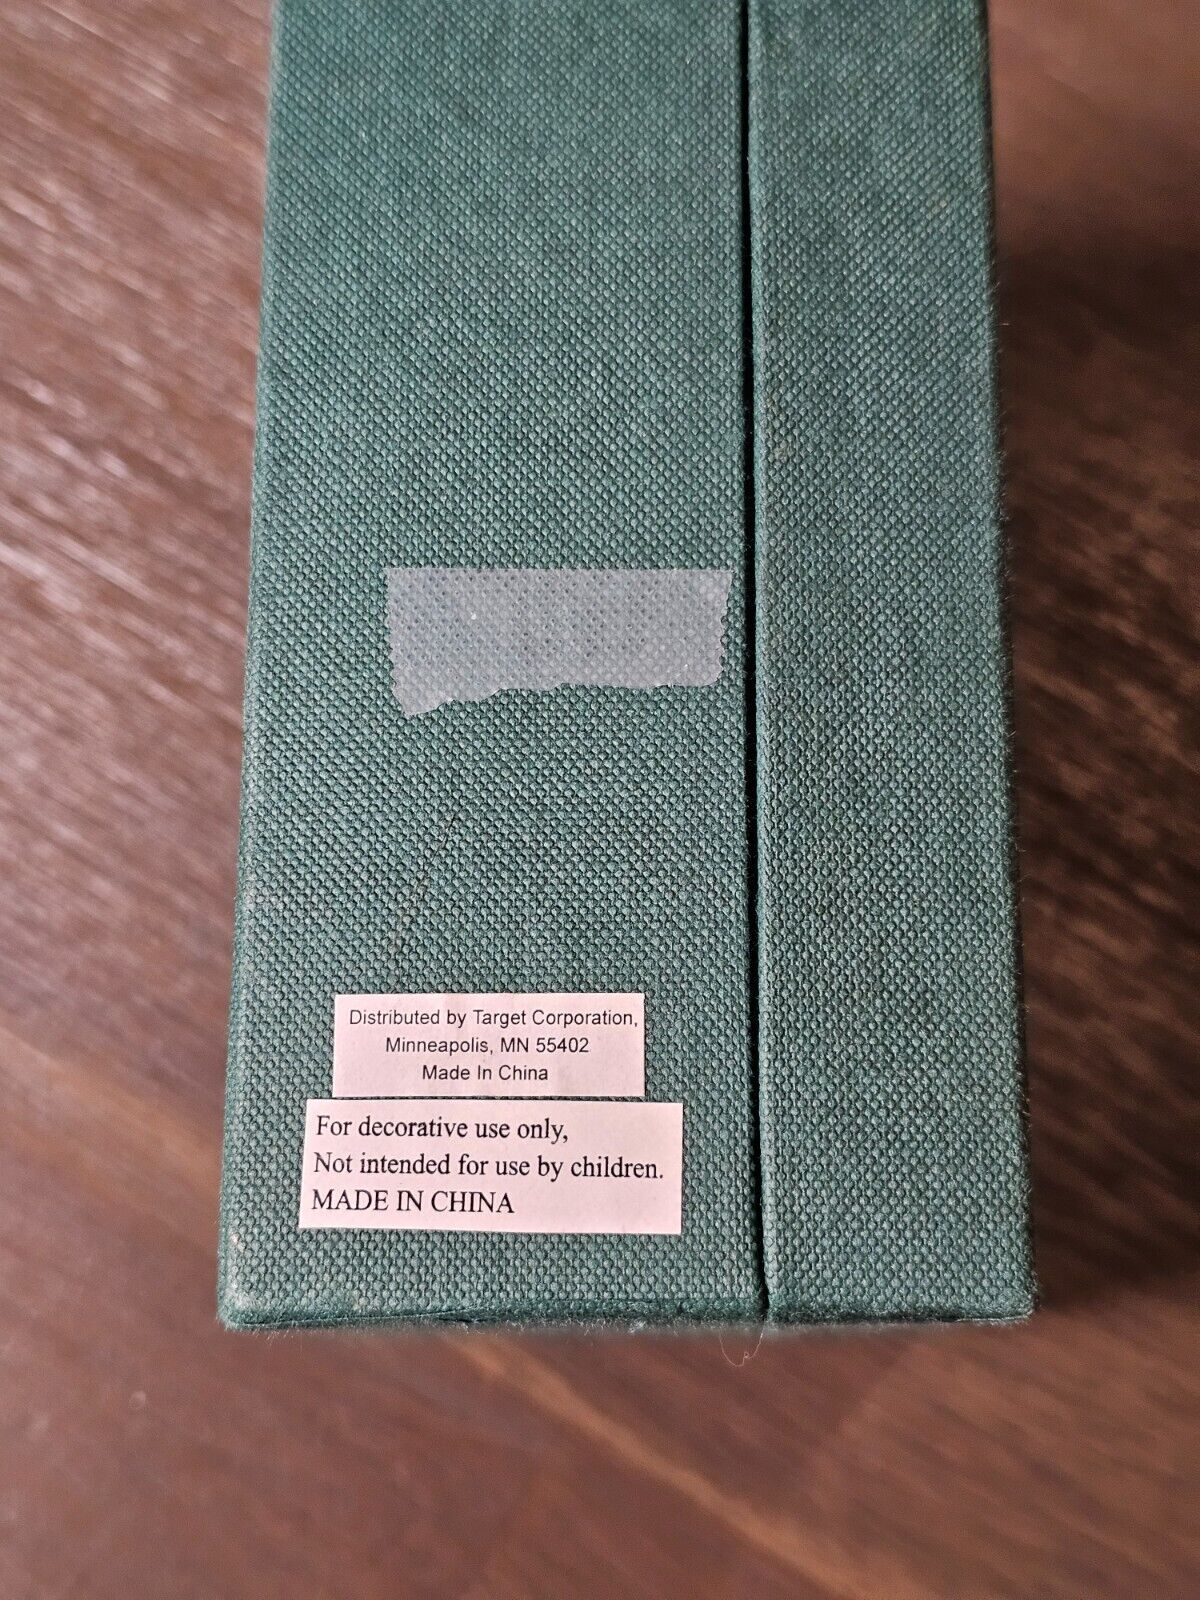 Distributed by Target Corporation,
Minneapolis, MN 55402
Made In China
For decorative use only,
Not intended for use by children.
MADE IN CHINA